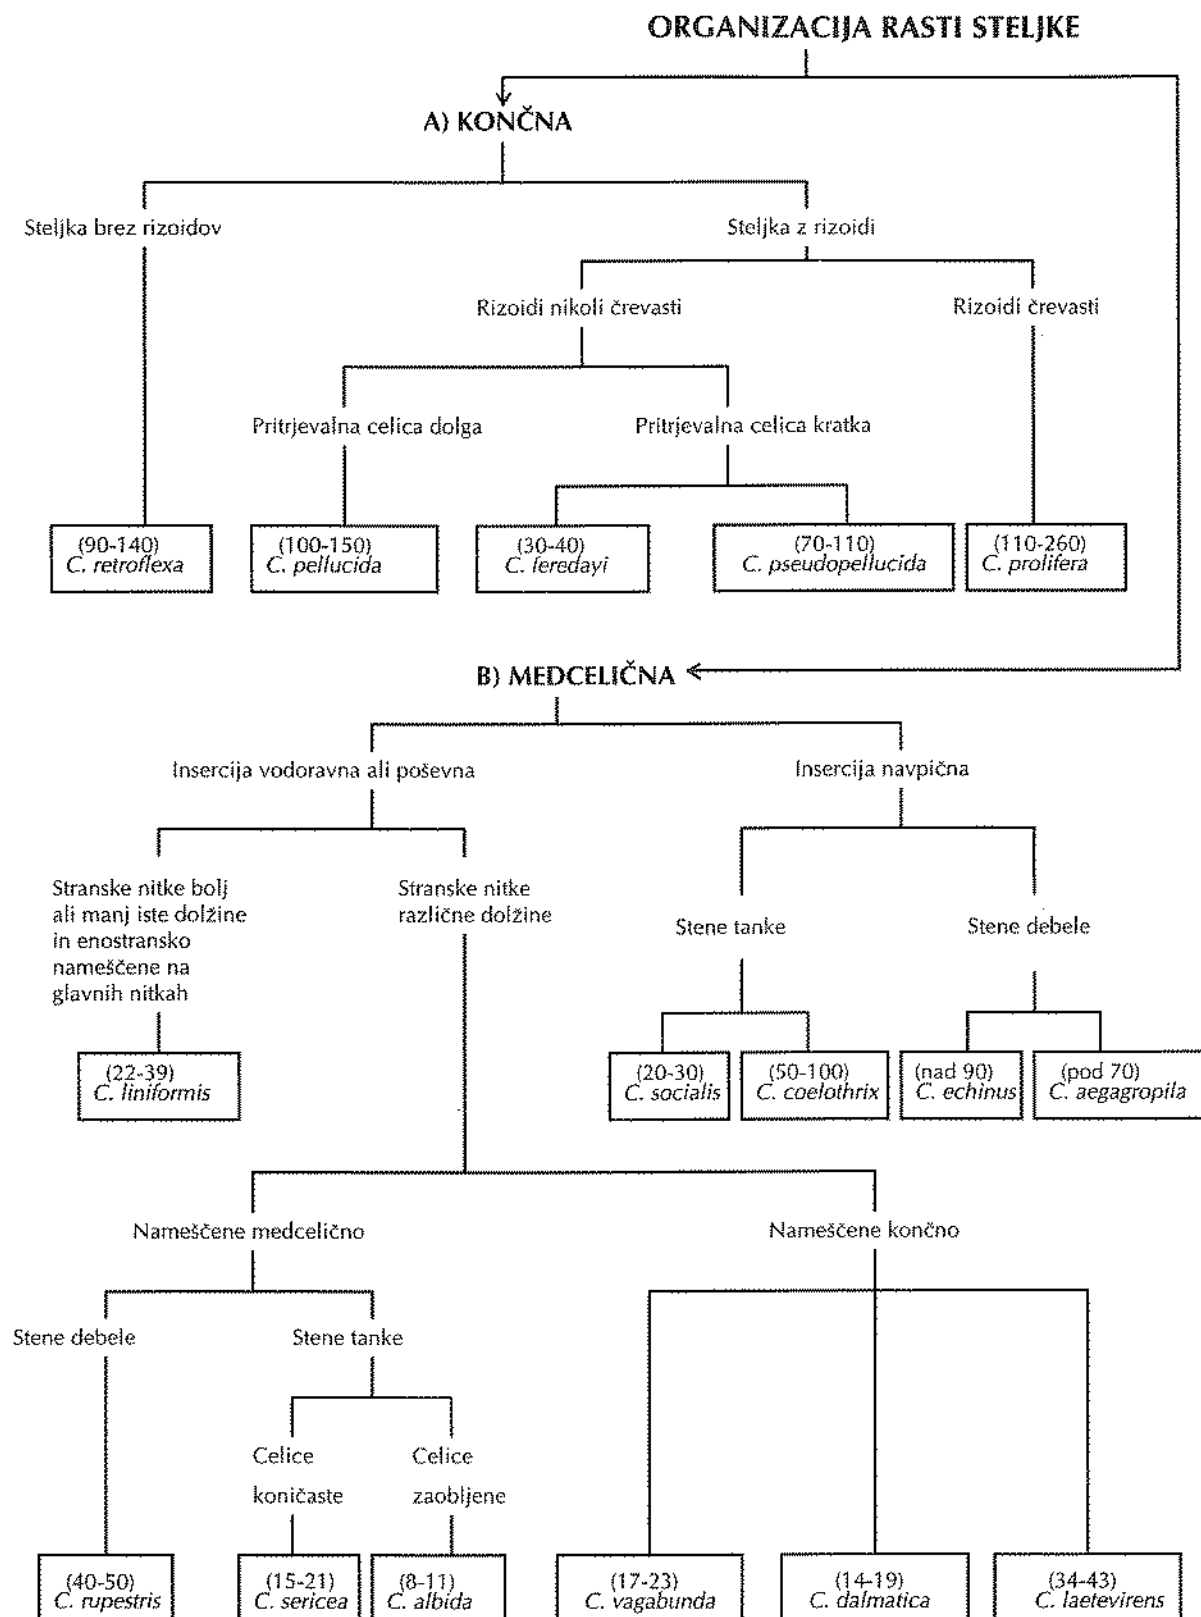 ORGANIZACIJA RASTI STELJKE
A) KONČNA
Steljka brez rizoidov
Steljka z rizoidi
Rizoidi nikoli črevasti
Rizoidi črevasti
Pritrjevalna celica dolga
Pritrjevalna celica kratka
(90-140)
C. retroflexa
(100-150)
C. pellucida
(30-40)
C. feredayi
(70-110)
C. pseudopellucida
(110-260)
C. prolifera
B) MEDCELIČNA
Insercija vodoravna ali poševna
Insercija navpična
Stranske nitke bolj
ali manj iste dolžine
in enostransko
nameščene na
glavnih nitkah
Stranske nitke
različne dolžine
Stene tanke
Stene debele
(22-39)
C. liniformis
(20-30)
C. socialis
(50-100)
C. coelothrix
(nad 90)
C. echinus
(pod 70)
C. aegagropila
Nameščene medcelično
Nameščene končno
Stene debele
Stene tanke
Celice
koničaste
Celice
zaobljene
(40-50)
C. rupestris
(15-21)
C. sericea
(8-11)
C. albida
(17-23)
C. vagabunda
(14-19)
C. dalmatica
(34-43)
C. laetevirens